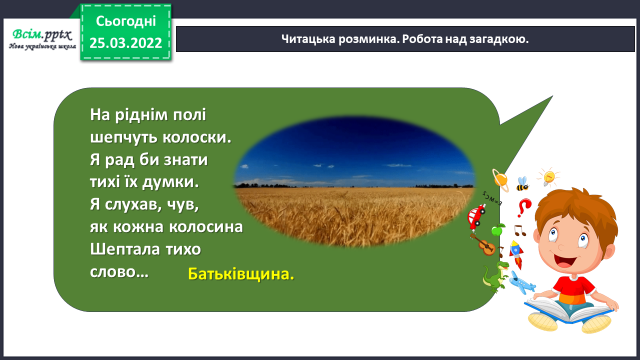 Всім.pptx
Нова українська школа
Сьогодні
25.03.2022
Читацька розминка. Робота над загадкою.
На ріднім полі
шепчуть колоски.
Я рад би знати
тихі їх думки.
Я слухав, чув,
як кожна колосина
Шептала тихо
слово… Батьківщина.